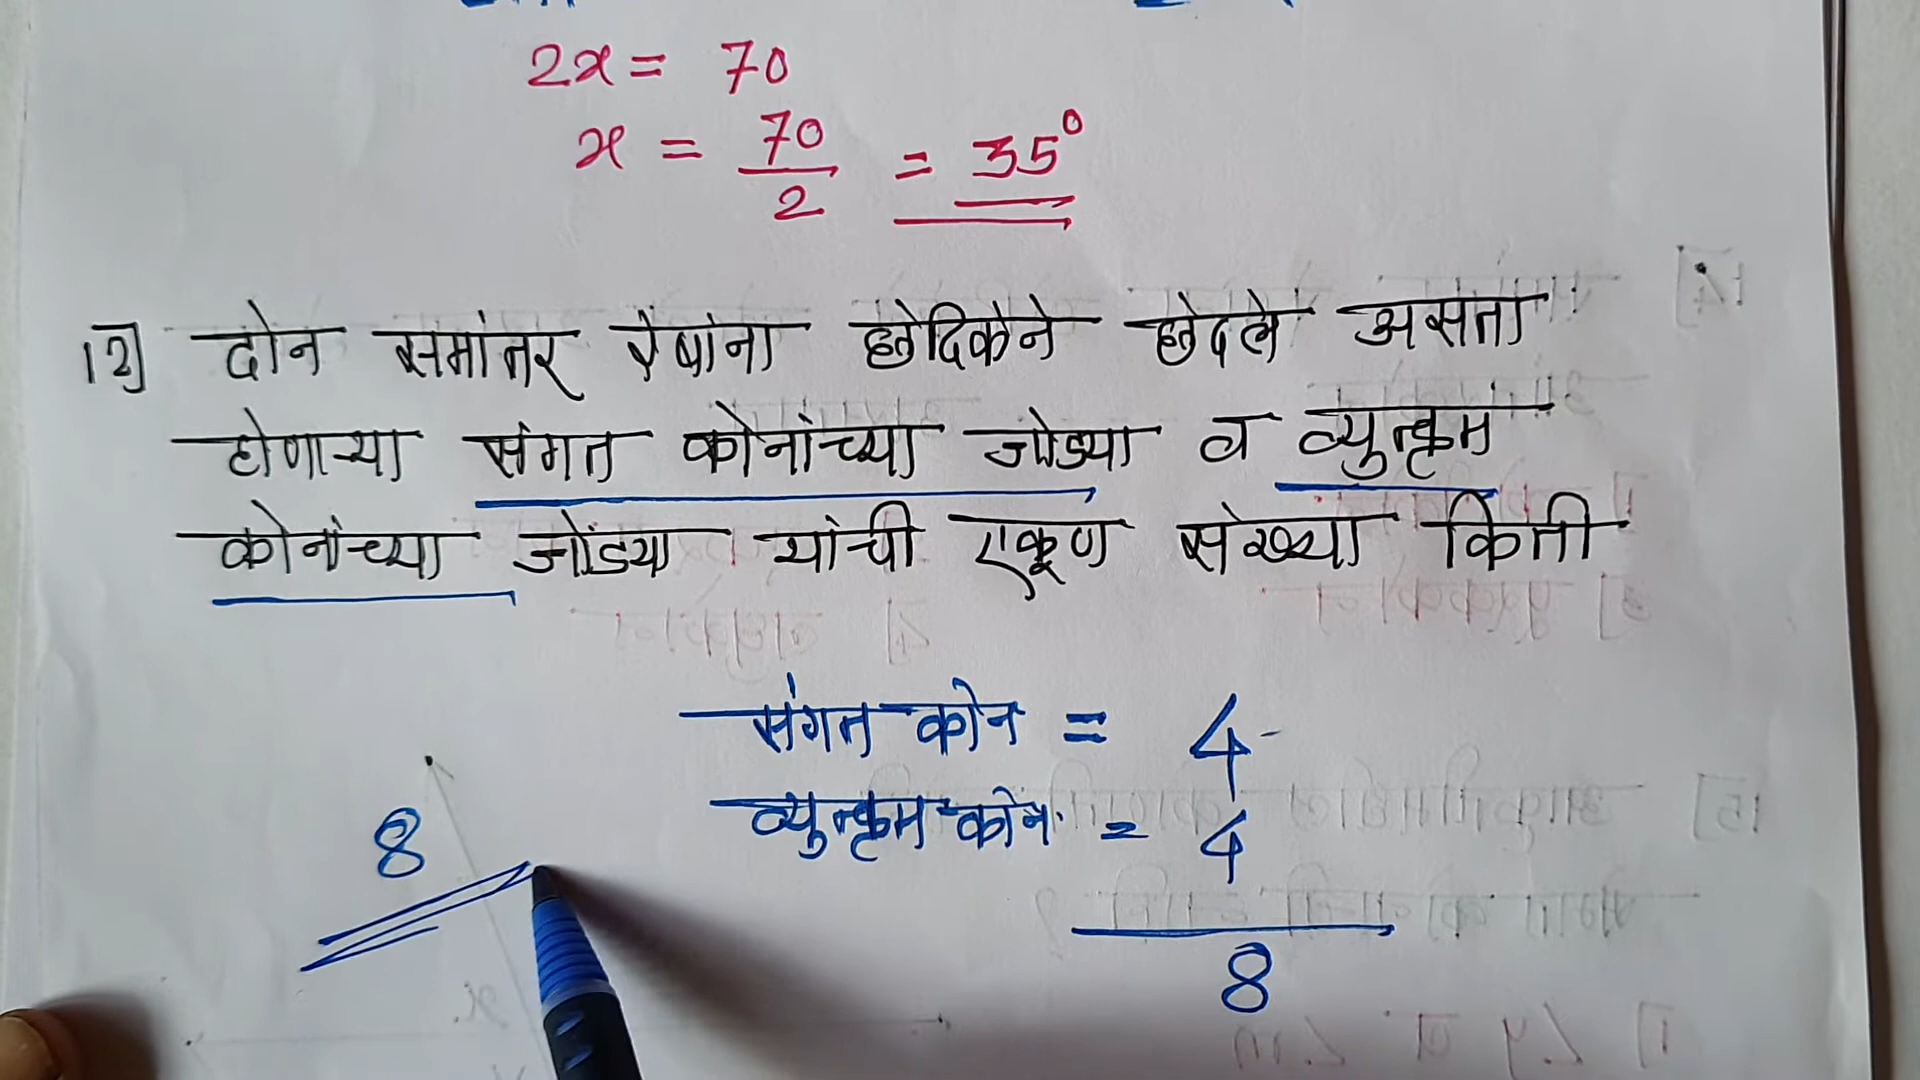 2x = 70
x = 70/2 = 35°
12] दोन समांतर रेषांना छेदिकेने छेदले असता
होणाऱ्या संगत कोनांच्या जोड्या व व्युत्क्रम
कोनांच्या जोड्या यांची एकूण संख्या किती
संगत कोन = 4
व्युत्क्रम कोन = 4
8
8